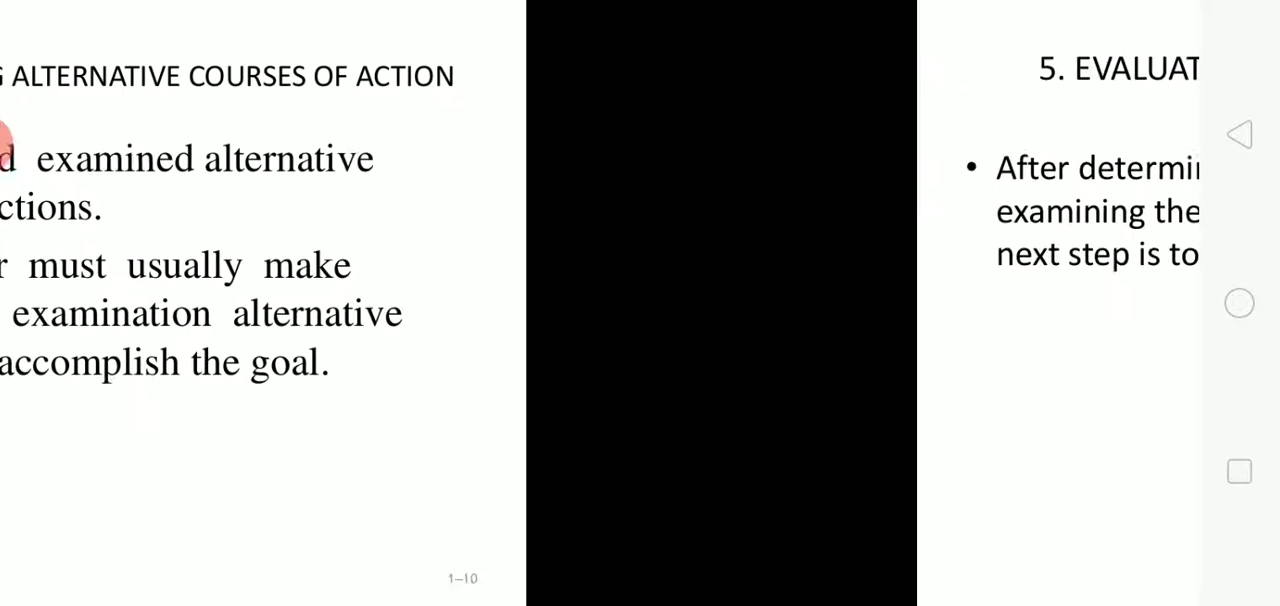 ALTERNATIVE COURSES OF ACTION
examined alternative
ctions.
r must usually make
examination alternative
accomplish the goal.
1–10
5. EVALUAT
• After determi
examining the
next step is to